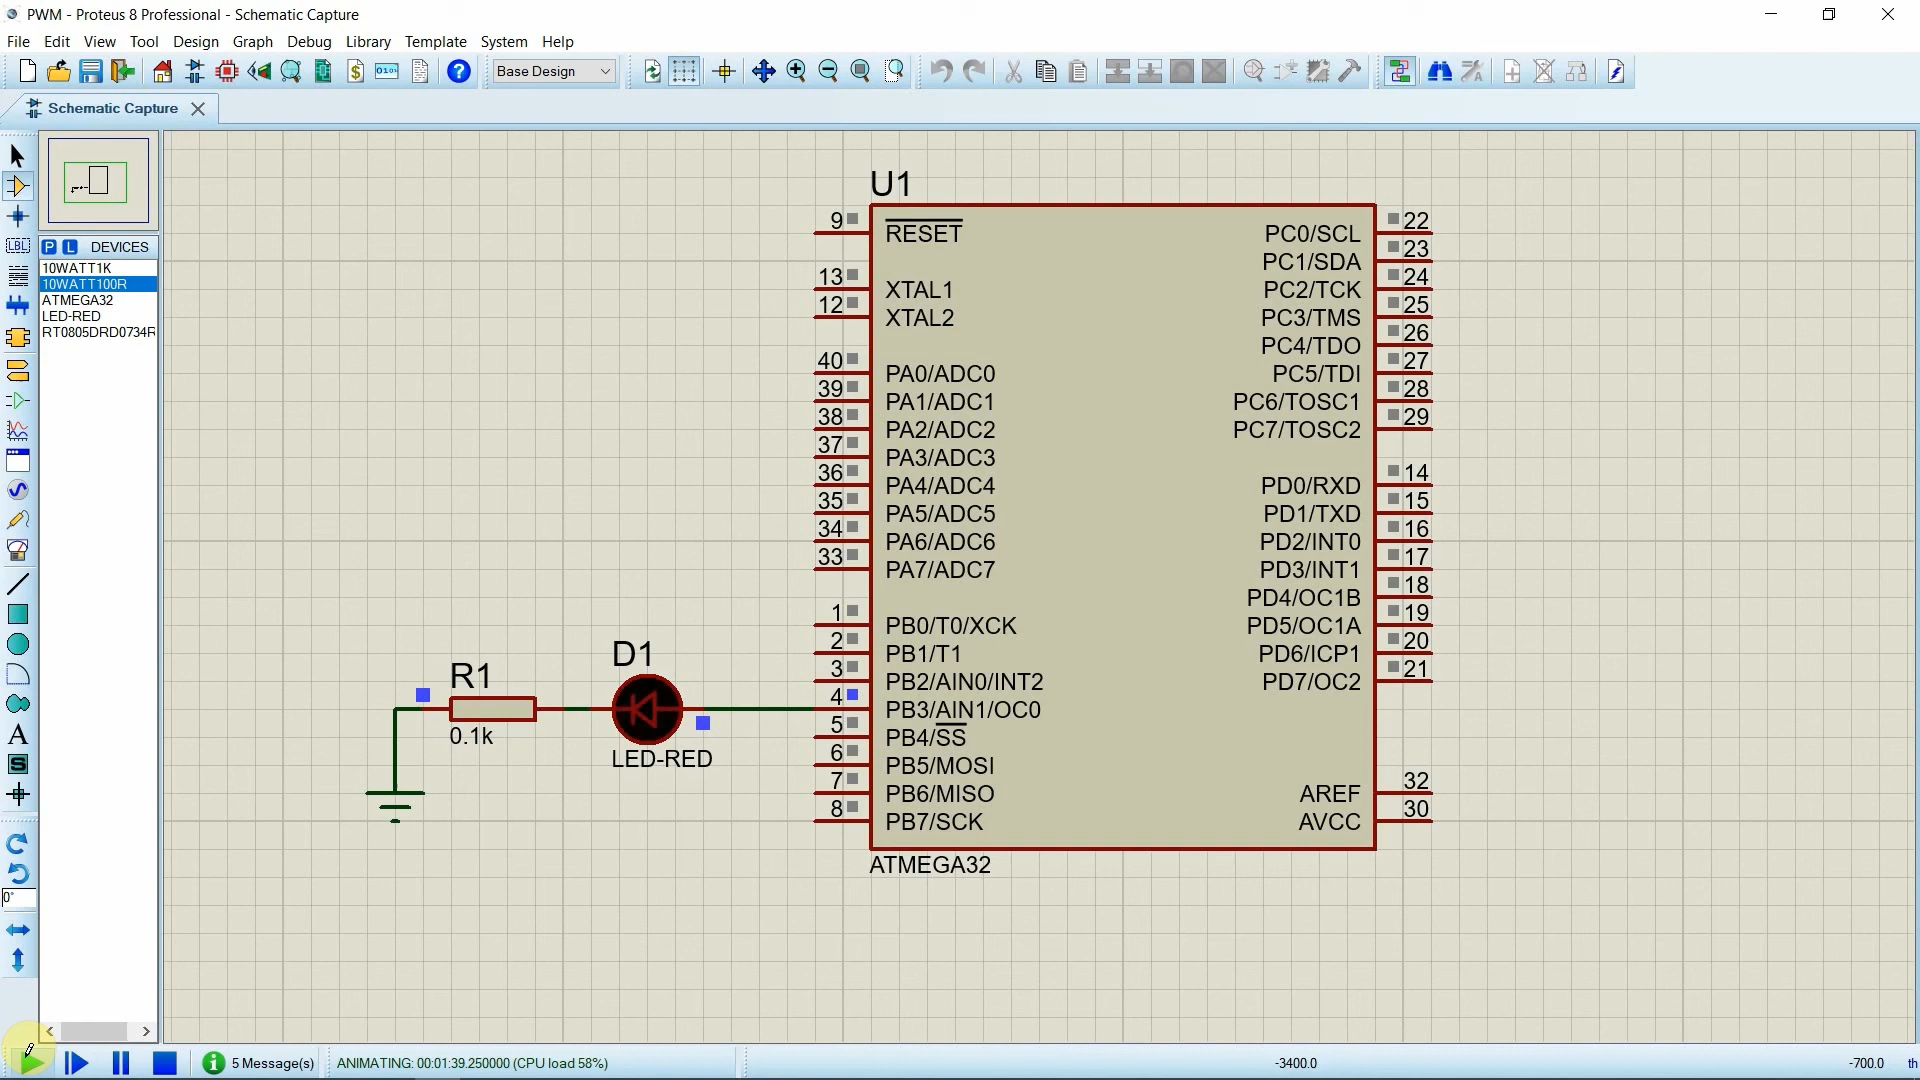 PWM - Proteus 8 Professional - Schematic Capture
File Edit View Tool Design Graph Debug Library Template System Help
Base Design
Schematic Capture
P L DEVICES
10WATT1K
10WATT100R
ATMEGA32
LED-RED
RT0805DRD0734R
LBL
A
S
0°
U1
9 RESET
13 XTAL1
12 XTAL2
40 PA0/ADC0
39 PA1/ADC1
38 PA2/ADC2
37 PA3/ADC3
36 PA4/ADC4
35 PA5/ADC5
34 PA6/ADC6
33 PA7/ADC7
1 PB0/T0/XCK
2 PB1/T1
3 PB2/AIN0/INT2
4 PB3/AIN1/OC0
5 PB4/SS
6 PB5/MOSI
7 PB6/MISO
8 PB7/SCK
PC0/SCL 22
PC1/SDA 23
PC2/TCK 24
PC3/TMS 25
PC4/TDO 26
PC5/TDI 27
PC6/TOSC1 28
PC7/TOSC2 29
PD0/RXD 14
PD1/TXD 15
PD2/INT0 16
PD3/INT1 17
PD4/OC1B 18
PD5/OC1A 19
PD6/ICP1 20
PD7/OC2 21
AREF 32
AVCC 30
ATMEGA32
R1
0.1k
D1
LED-RED
5 Message(s)
ANIMATING: 00:01:39.250000 (CPU load 58%)
-3400.0
-700.0
th